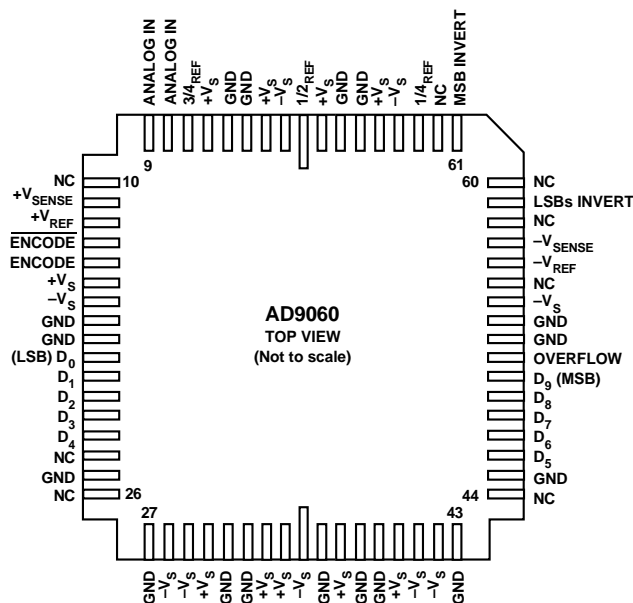 ANALOG IN
ANALOG IN
3/4REF
+VS
GND
GND
+VS
−VS
1/2REF
+VS
GND
GND
+VS
−VS
1/4REF
NC
MSB INVERT
9
61
10
60
NC
+VSENSE
+VREF
ENCODE
ENCODE
+VS
−VS
GND
GND
(LSB) D0
D1
D2
D3
D4
NC
GND
NC
AD9060
TOP VIEW
(Not to scale)
NC
LSBs INVERT
NC
−VSENSE
−VREF
NC
−VS
GND
GND
OVERFLOW
D9 (MSB)
D8
D7
D6
D5
GND
NC
26
44
27
43
GND
−VS
−VS
+VS
GND
GND
+VS
+VS
−VS
GND
+VS
GND
GND
+VS
−VS
−VS
GND